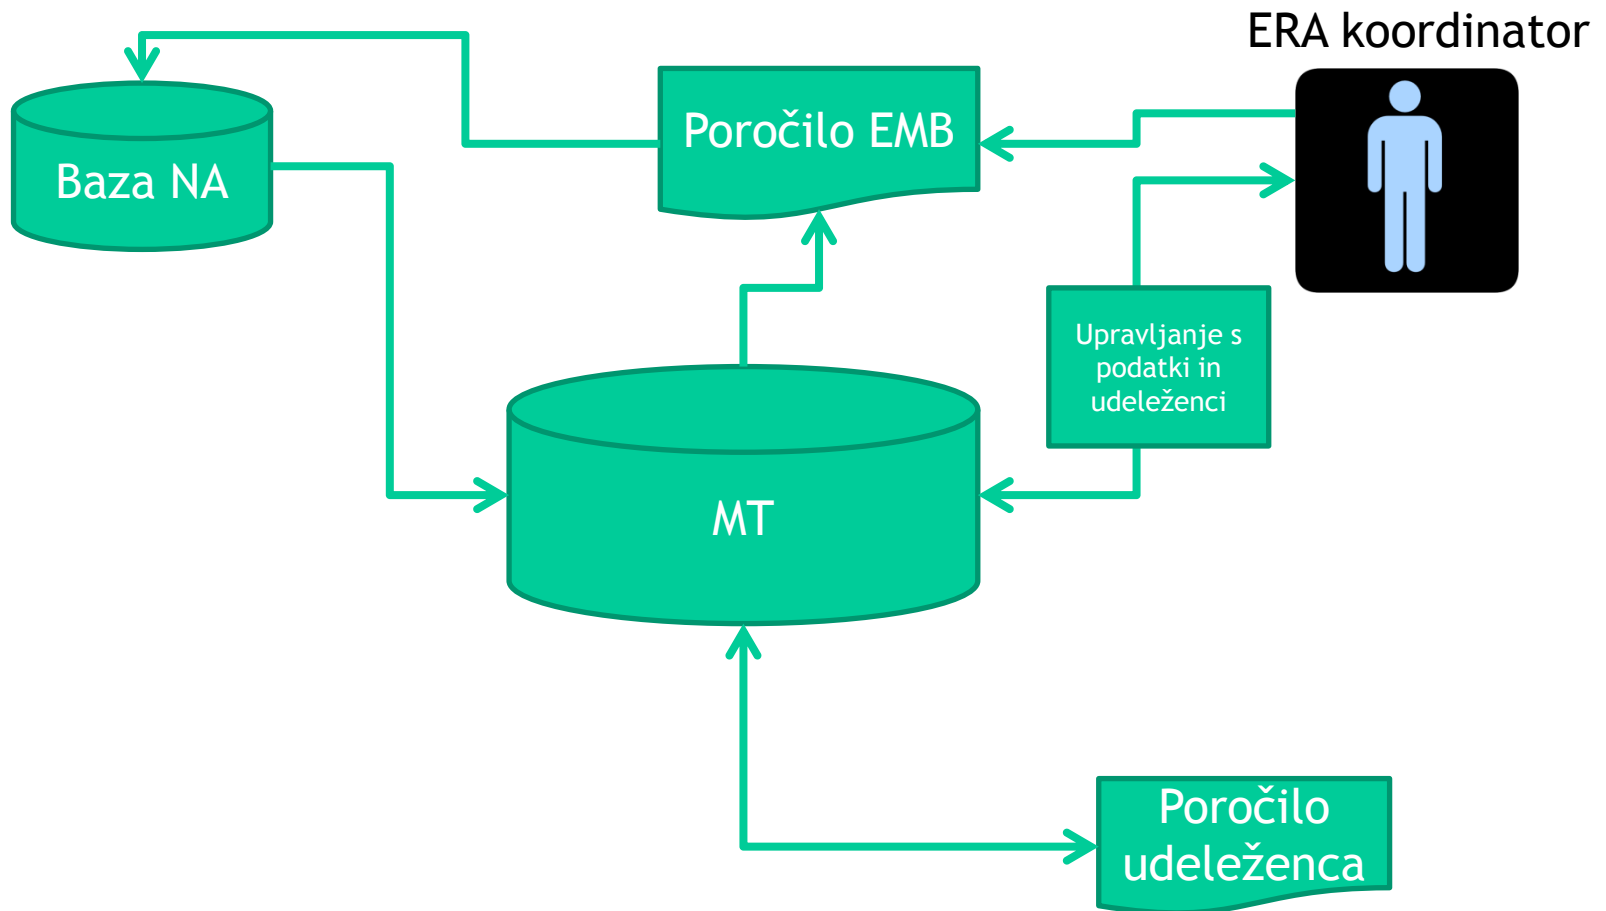 ERA koordinator
Poročilo EMB
Baza NA
Upravljanje s
podatki in
udeleženci
MT
Poročilo
udeleženca